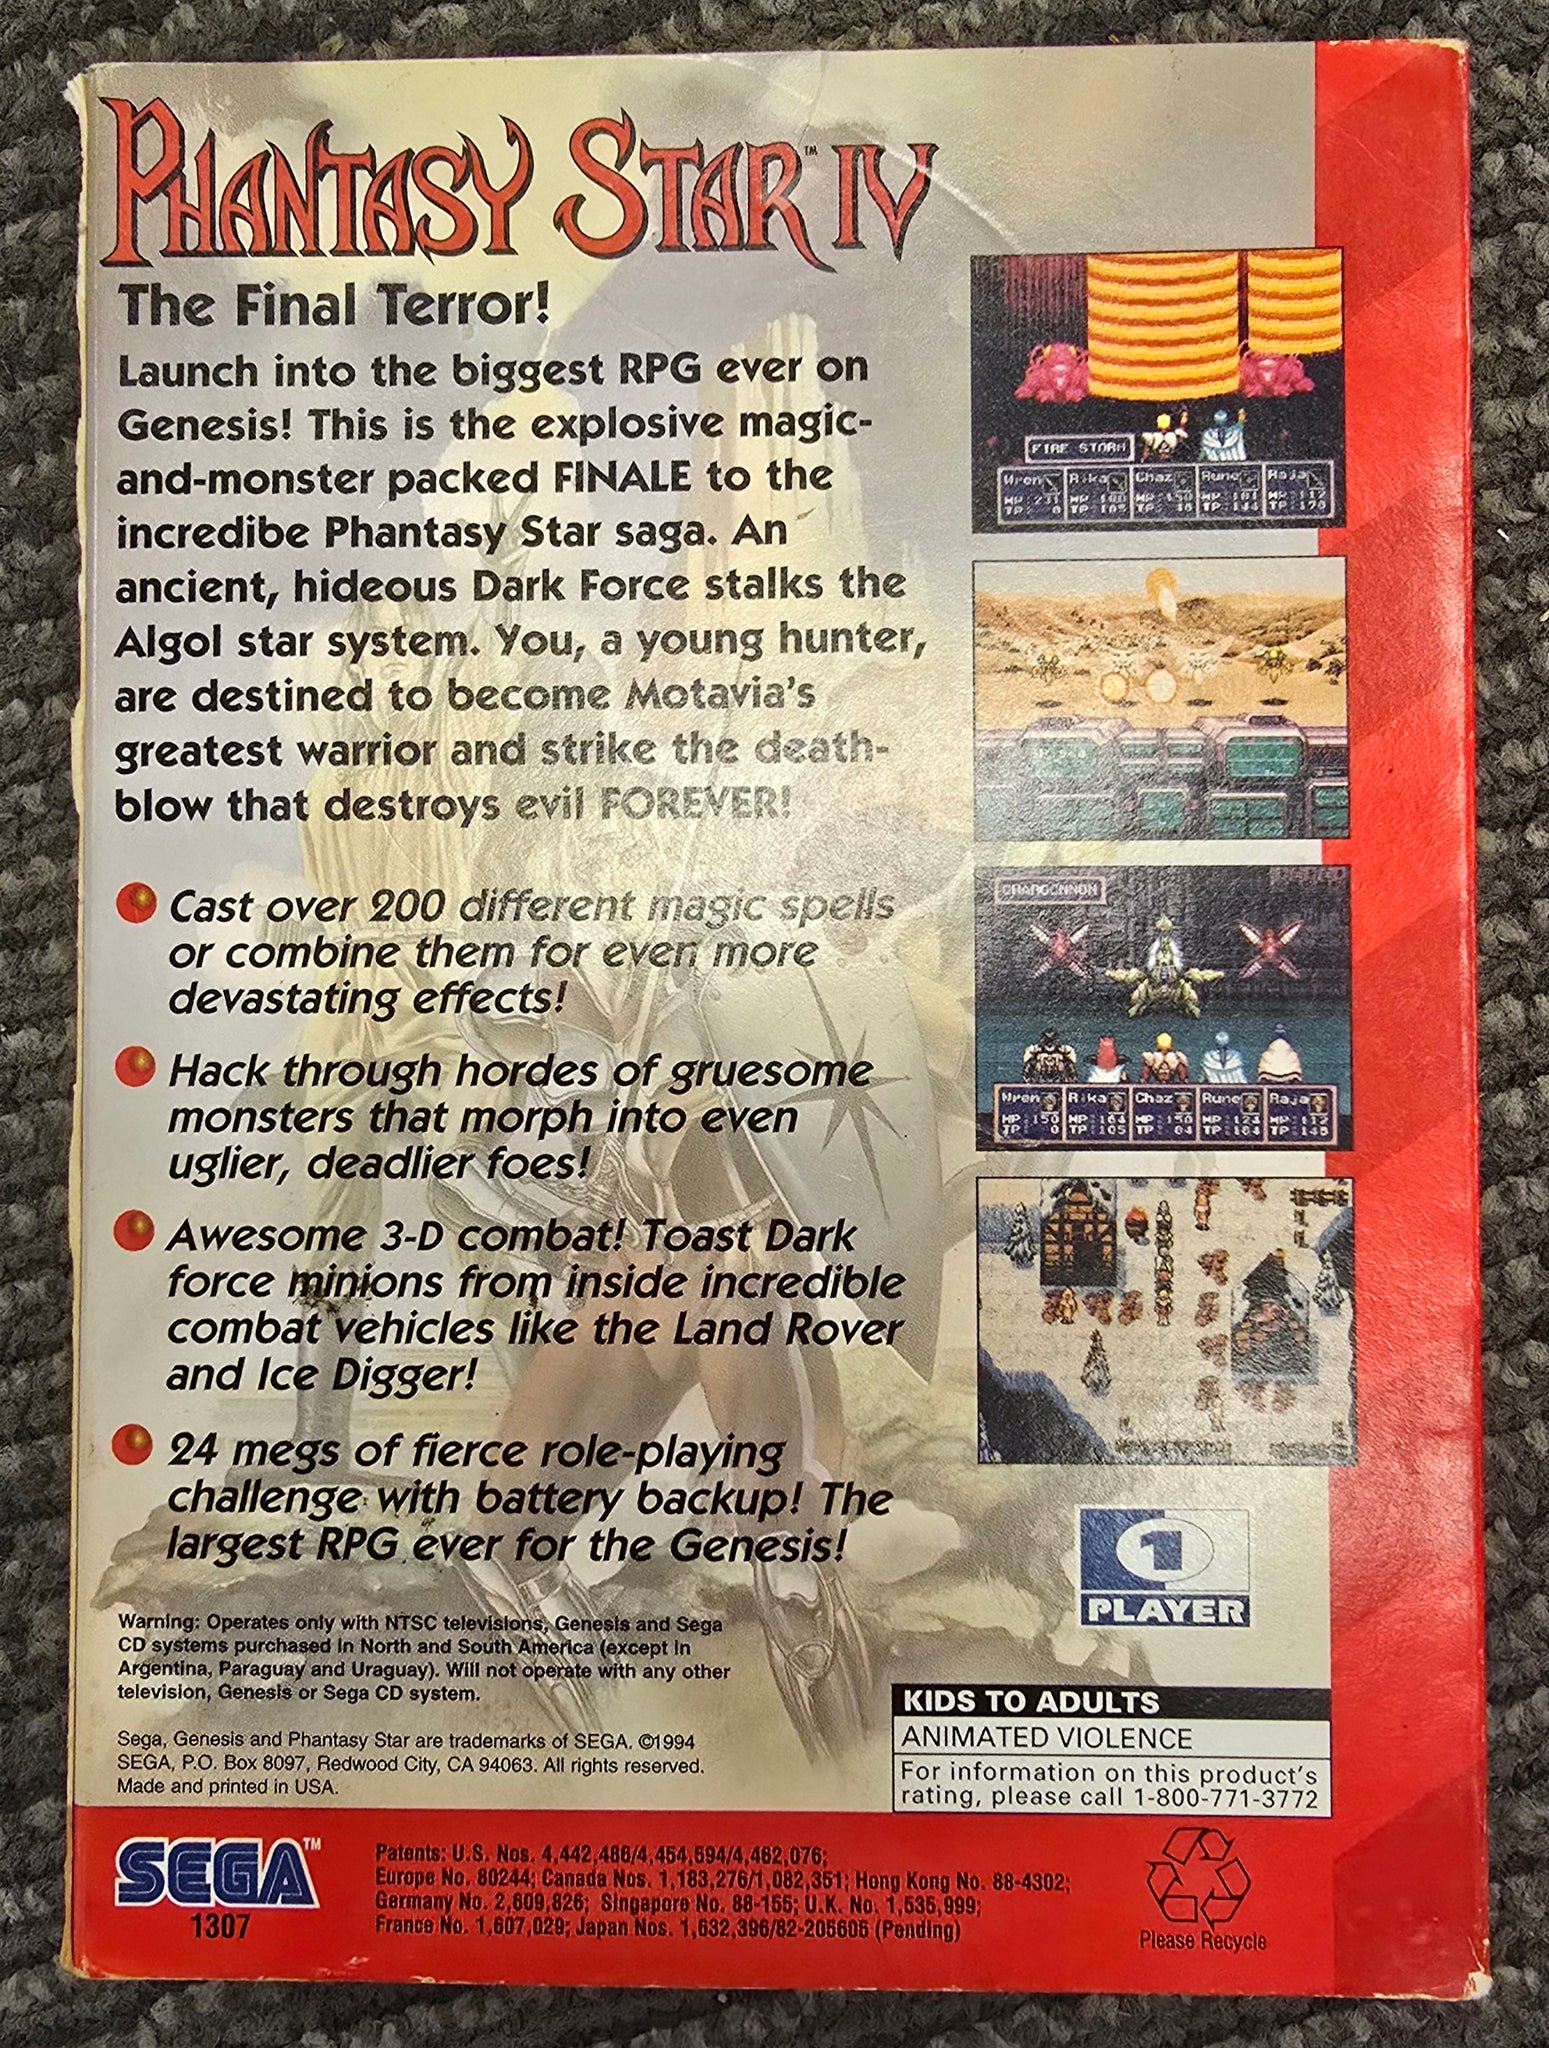 PHANTASY STAR™ IV
The Final Terror!
Launch into the biggest RPG ever on
Genesis! This is the explosive magic-
and-monster packed FINALE to the
incredibe Phantasy Star saga. An
ancient, hideous Dark Force stalks the
Algol star system. You, a young hunter,
are destined to become Motavia's
greatest warrior and strike the death-
blow that destroys evil FOREVER!
Cast over 200 different magic spells
or combine them for even more
devastating effects!
Hack through hordes of gruesome
monsters that morph into even
uglier, deadlier foes!
Awesome 3-D combat! Toast Dark
force minions from inside incredible
combat vehicles like the Land Rover
and Ice Digger!
24 megs of fierce role-playing
challenge with battery backup! The
largest RPG ever for the Genesis!
Warning: Operates only with NTSC televisions, Genesis and Sega
CD systems purchased in North and South America (except in
Argentina, Paraguay and Uraguay). Will not operate with any other
television, Genesis or Sega CD system.
Sega, Genesis and Phantasy Star are trademarks of SEGA. ©1994
SEGA, P.O. Box 8097, Redwood City, CA 94063. All rights reserved.
Made and printed in USA.
FIRE STORM
Wren Rika Chaz Rune Raja
Wren Rika Chaz Rune Raja
HP:150 HP:164 HP:150 HP:124 HP:112
1
PLAYER
KIDS TO ADULTS
ANIMATED VIOLENCE
For information on this product's
rating, please call 1-800-771-3772
SEGA™
1307
Patents: U.S. Nos. 4,442,486/4,454,594/4,462,076;
Europe No. 80244; Canada Nos. 1,183,276/1,082,351; Hong Kong No. 88-4302;
Germany No. 2,609,826; Singapore No. 88-155; U.K. No. 1,535,999;
France No. 1,607,029; Japan Nos. 1,632,396/82-205605 (Pending)
Please Recycle